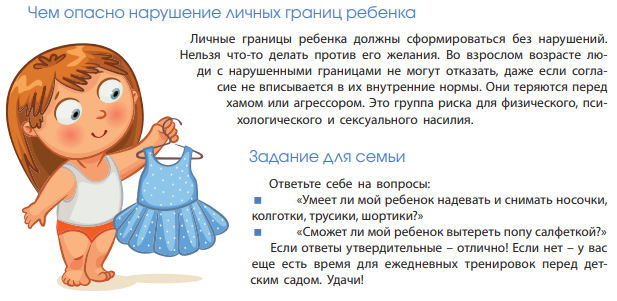 Чем опасно нарушение личных границ ребенка
Личные границы ребенка должны сформироваться без нарушений.
Нельзя что-то делать против его желания. Во взрослом возрасте лю-
ди с нарушенными границами не могут отказать, даже если согла-
сие не вписывается в их внутренние нормы. Они теряются перед
хамом или агрессором. Это группа риска для физического, пси-
хологического и сексуального насилия.
Задание для семьи
Ответьте себе на вопросы:
■ «Умеет ли мой ребенок надевать и снимать носочки,
колготки, трусики, шортики?»
■ «Сможет ли мой ребенок вытереть попу салфеткой?»
Если ответы утвердительные – отлично! Если нет – у вас
еще есть время для ежедневных тренировок перед дет-
ским садом. Удачи!